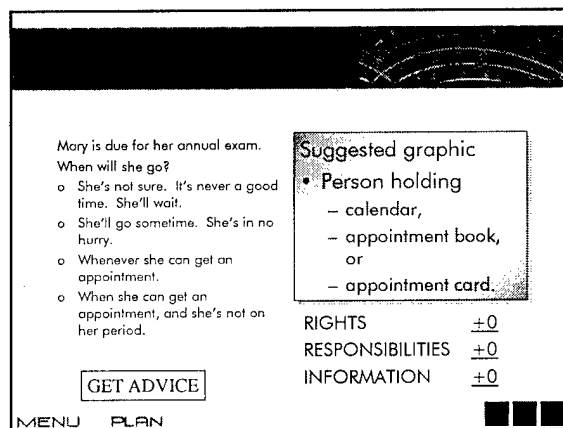 Mary is due for her annual exam.
When will she go?
o She's not sure. It's never a good
time. She'll wait.
o She'll go sometime. She's in no
hurry.
o Whenever she can get an
appointment.
o When she can get an
appointment, and she's not on
her period.
GET ADVICE
MENU PLAN
Suggested graphic
• Person holding
– calendar,
– appointment book,
or
– appointment card.
RIGHTS +0
RESPONSIBILITIES +0
INFORMATION +0